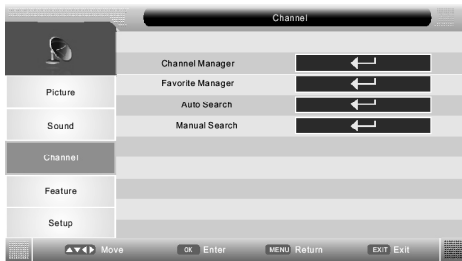 Channel
Channel Manager
Favorite Manager
Auto Search
Manual Search
Picture
Sound
Channel
Feature
Setup
Move OK Enter MENU Return EXIT Exit